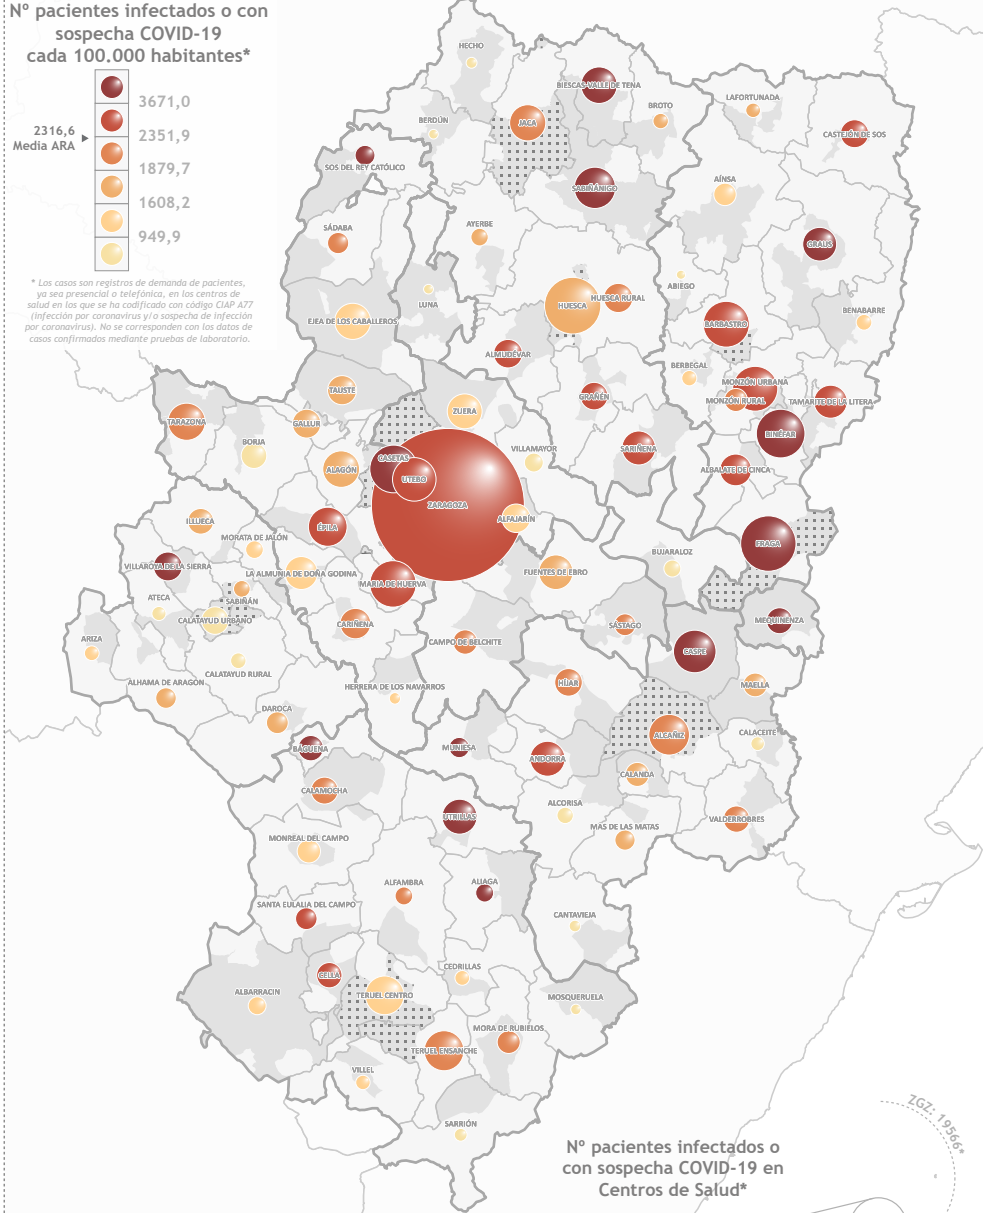 Nº pacientes infectados o con
sospecha COVID-19
cada 100.000 habitantes*
3671,0
2316,6
Media ARA
2351,9
1879,7
1608,2
949,9
* Los casos son registros de demanda de pacientes,
ya sea presencial o telefónica, en los centros de
salud en los que se ha codificado con código CIAP A77
(infección por coronavirus y/o sospecha de infección
por coronavirus). No se corresponden con los datos de
casos confirmados mediante pruebas de laboratorio.
HECHO
BIESCAS-VALLE DE TENA
BROTO
LAFORTUNADA
BERDÚN
JACA
CASTEJÓN DE SOS
SOS DEL REY CATÓLICO
SABIÑÁNIGO
AÍNSA
SÁDABA
AYERBE
GRAUS
LUNA
ABIEGO
HUESCA RURAL
HUESCA
BENABARRE
EJEA DE LOS CABALLEROS
BARBASTRO
ALMUDÉVAR
BERBEGAL
MONZÓN URBANA
TAUSTE
GRAÑÉN
MONZÓN RURAL
TAMARITE DE LA LITERA
ZUERA
TARAZONA
GALLUR
BINÉFAR
BORJA
VILLAMAYOR
SARIÑENA
CASETAS
ALAGÓN
UTEBO
ALBALATE DE CINCA
ZARAGOZA
ILLUECA
ALFAJARÍN
ÉPILA
MORATA DE JALÓN
FRAGA
BUJARALOZ
VILLAROYA DE LA SIERRA
LA ALMUNIA DE DOÑA GODINA
FUENTES DE EBRO
MARIA DE HUERVA
ATECA
SABIÑÁN
CALATAYUD URBANO
CARIÑENA
SÁSTAGO
MEQUINENZA
ARIZA
CAMPO DE BELCHITE
CASPE
CALATAYUD RURAL
ALHAMA DE ARAGÓN
HERRERA DE LOS NAVARROS
HÍJAR
MAELLA
DAROCA
CALACEITE
ALCAÑIZ
BÁGUENA
MUNIESA
ANDORRA
CALANDA
CALAMOCHA
ALCORISA
UTRILLAS
MAS DE LAS MATAS
VALDERROBRES
MONREAL DEL CAMPO
ALFAMBRA
ALIAGA
SANTA EULALIA DEL CAMPO
CANTAVIEJA
CELLA
CEDRILLAS
ALBARRACIN
TERUEL CENTRO
MOSQUERUELA
MORA DE RUBIELOS
TERUEL ENSANCHE
VILLEL
SARRIÓN
ZGZ: 19566*
Nº pacientes infectados o
con sospecha COVID-19 en
Centros de Salud*